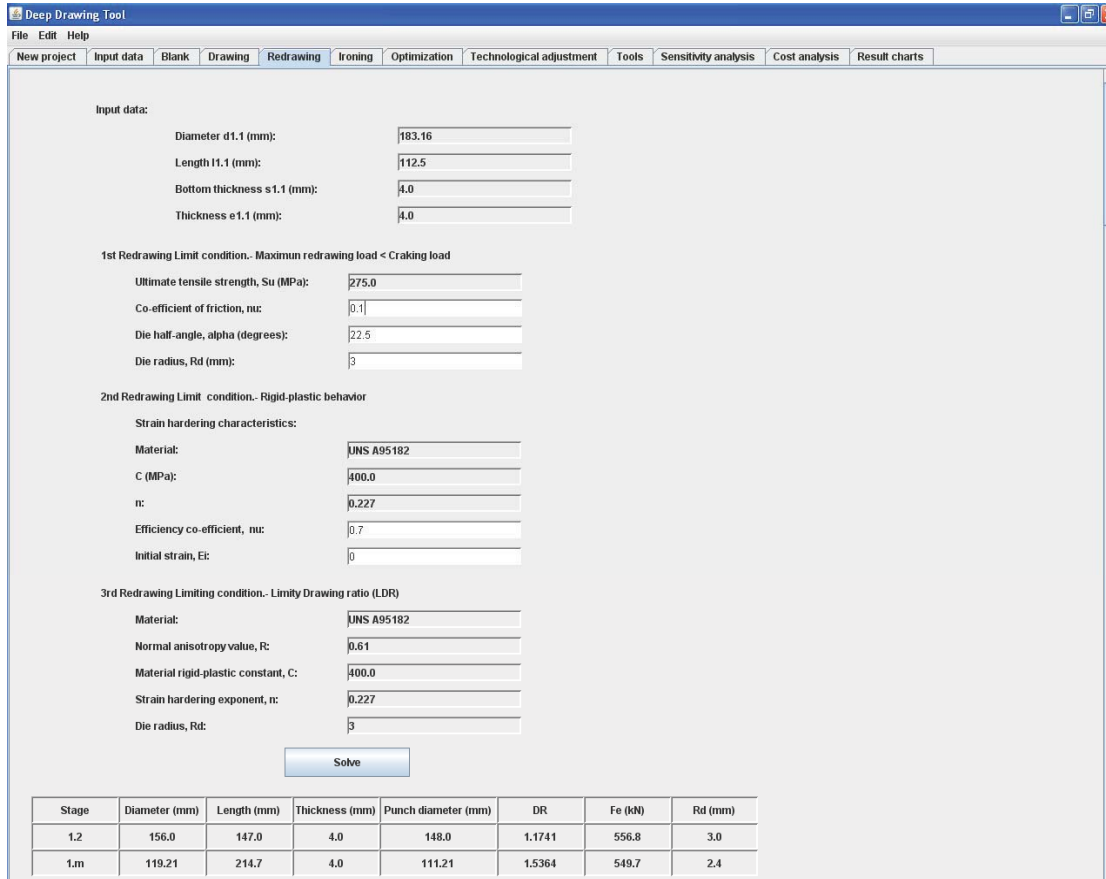 Deep Drawing Tool
File Edit Help
New project Input data Blank Drawing Redrawing Ironing Optimization Technological adjustment Tools Sensitivity analysis Cost analysis Result charts
Input data:
Diameter d1.1 (mm): 183.16
Length l1.1 (mm): 112.5
Bottom thickness s1.1 (mm): 4.0
Thickness e1.1 (mm): 4.0
1st Redrawing Limit condition.- Maximun redrawing load < Craking load
Ultimate tensile strength, Su (MPa): 275.0
Co-efficient of friction, nu: 0.1
Die half-angle, alpha (degrees): 22.5
Die radius, Rd (mm): 3
2nd Redrawing Limit condition.- Rigid-plastic behavior
Strain hardering characteristics:
Material: UNS A95182
C (MPa): 400.0
n: 0.227
Efficiency co-efficient, nu: 0.7
Initial strain, Ei: 0
3rd Redrawing Limiting condition.- Limity Drawing ratio (LDR)
Material: UNS A95182
Normal anisotropy value, R: 0.61
Material rigid-plastic constant, C: 400.0
Strain hardering exponent, n: 0.227
Die radius, Rd: 3
Solve
Stage Diameter (mm) Length (mm) Thickness (mm) Punch diameter (mm) DR Fe (kN) Rd (mm)
1.2 156.0 147.0 4.0 148.0 1.1741 556.8 3.0
1.m 119.21 214.7 4.0 111.21 1.5364 549.7 2.4